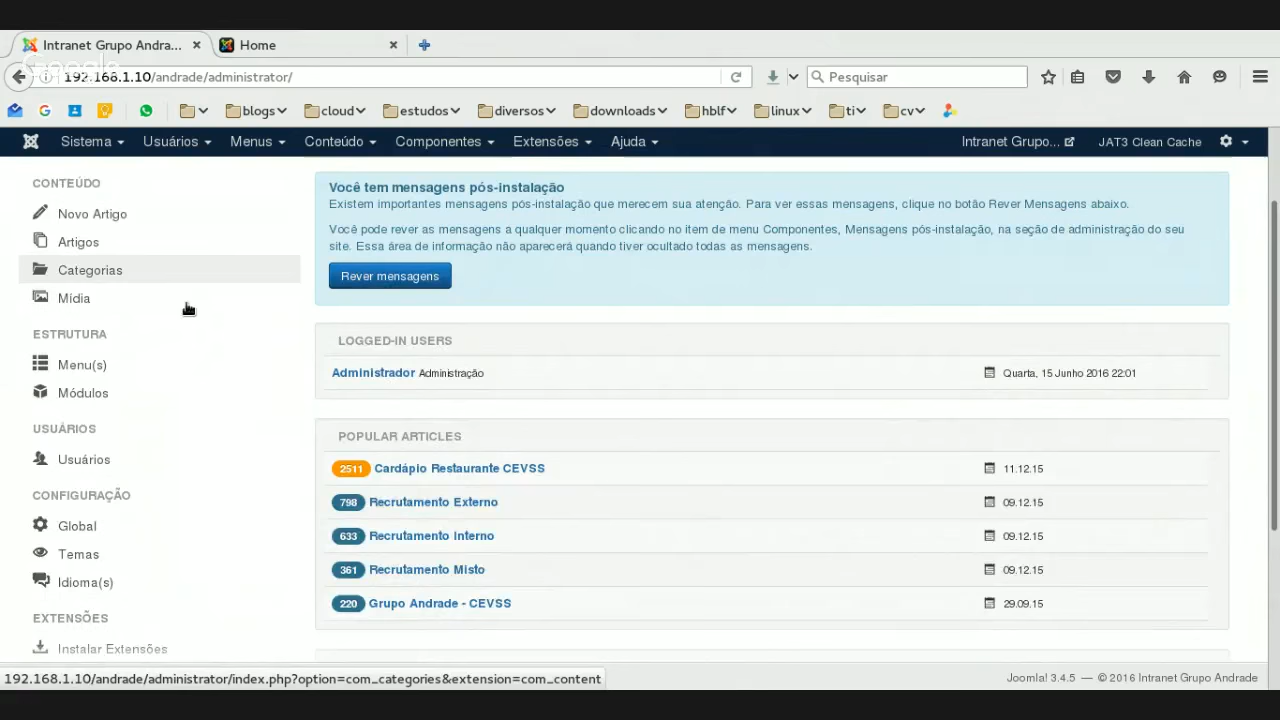 Intranet Grupo Andra...
Home
Google
192.168.1.10/andrade/administrator/
Pesquisar
blogs
cloud
estudos
diversos
downloads
hblf
linux
ti
cv
Sistema
Usuários
Menus
Conteúdo
Componentes
Extensões
Ajuda
Intranet Grupo...
JAT3 Clean Cache
CONTEÚDO
Novo Artigo
Artigos
Categorias
Mídia
ESTRUTURA
Menu(s)
Módulos
USUÁRIOS
Usuários
CONFIGURAÇÃO
Global
Temas
Idioma(s)
EXTENSÕES
Instalar Extensões
Você tem mensagens pós-instalação
Existem importantes mensagens pós-instalação que merecem sua atenção. Para ver essas mensagens, clique no botão Rever Mensagens abaixo.
Você pode rever as mensagens a qualquer momento clicando no item de menu Componentes, Mensagens pós-instalação, na seção de administração do seu
site. Essa área de informação não aparecerá quando tiver ocultado todas as mensagens.
Rever mensagens
LOGGED-IN USERS
Administrador Administração Quarta, 15 Junho 2016 22:01
POPULAR ARTICLES
2511 Cardápio Restaurante CEVSS 11.12.15
798 Recrutamento Externo 09.12.15
633 Recrutamento Interno 09.12.15
361 Recrutamento Misto 09.12.15
220 Grupo Andrade - CEVSS 29.09.15
192.168.1.10/andrade/administrator/index.php?option=com_categories&extension=com_content
Joomla! 3.4.5 — © 2016 Intranet Grupo Andrade